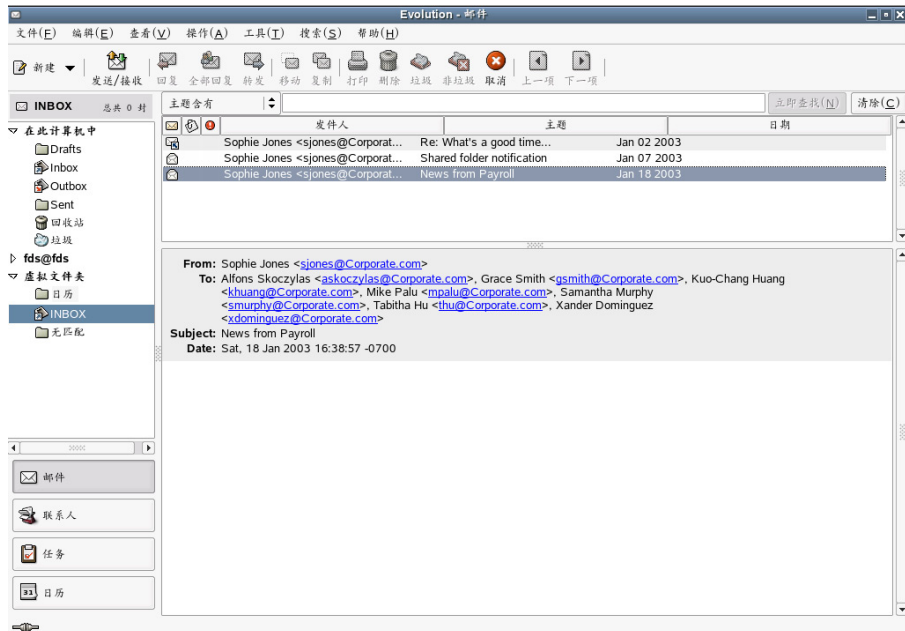 Evolution - 邮件
文件(F) 编辑(E) 查看(V) 操作(A) 工具(T) 搜索(S) 帮助(H)
新建 发送/接收 回复 全部回复 转发 移动 复制 打印 删除 垃圾 非垃圾 取消 上一项 下一项
INBOX 总共 0 封
主题含有 立即查找(N) 清除(C)
在此计算机中
Drafts
Inbox
Outbox
Sent
回收站
垃圾
fds@fds
虚拟文件夹
日历
INBOX
无匹配
邮件
联系人
任务
31 日历
发件人 主题 日期
Sophie Jones <sjones@Corporat... Re: What's a good time... Jan 02 2003
Sophie Jones <sjones@Corporat... Shared folder notification Jan 07 2003
Sophie Jones <sjones@Corporat... News from Payroll Jan 18 2003
From: Sophie Jones <sjones@Corporate.com>
To: Alfons Skoczylas <askoczylas@Corporate.com>, Grace Smith <gsmith@Corporate.com>, Kuo-Chang Huang
<khuang@Corporate.com>, Mike Palu <mpalu@Corporate.com>, Samantha Murphy
<smurphy@Corporate.com>, Tabitha Hu <thu@Corporate.com>, Xander Dominguez
<xdominguez@Corporate.com>
Subject: News from Payroll
Date: Sat, 18 Jan 2003 16:38:57 -0700